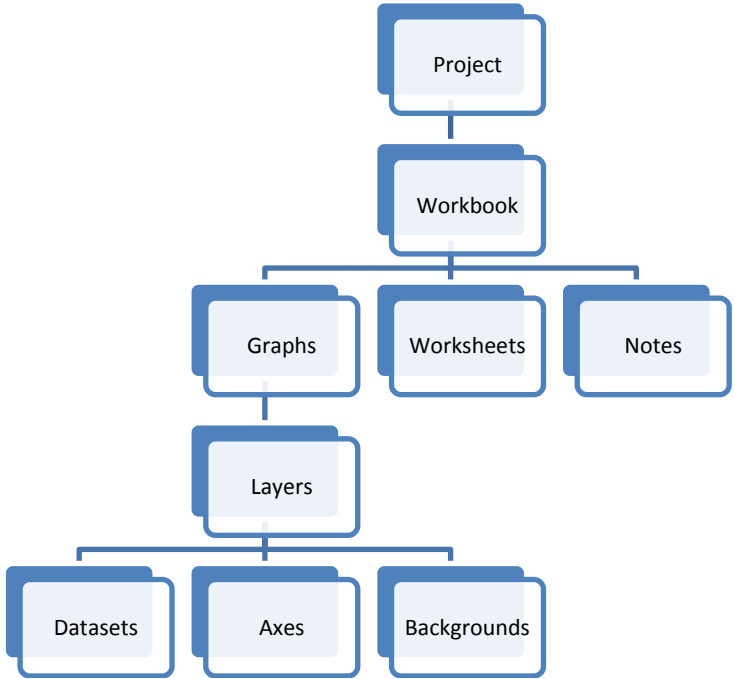 Project
Workbook
Graphs
Worksheets
Notes
Layers
Datasets
Axes
Backgrounds